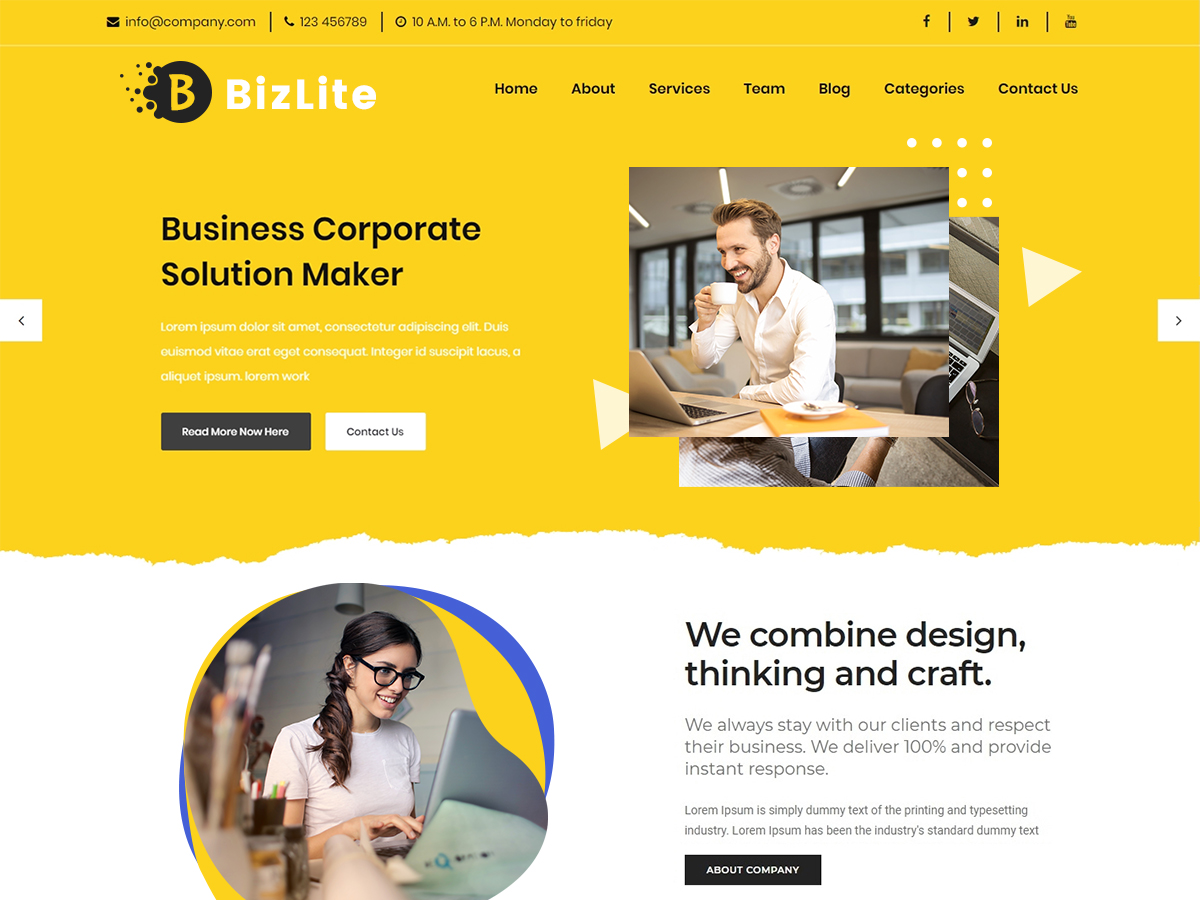 info@company.com 123 456789 10 A.M. to 6 P.M. Monday to friday
B BizLite
Home About Services Team Blog Categories Contact Us
Business Corporate
Solution Maker
Lorem ipsum dolor sit amet, consectetur adipiscing elit. Duis
euismod vitae erat eget consequat. Integer id suscipit lacus, a
aliquet ipsum. lorem work
Read More Now Here Contact Us
We combine design,
thinking and craft.
We always stay with our clients and respect
their business. We deliver 100% and provide
instant response.
Lorem Ipsum is simply dummy text of the printing and typesetting
industry. Lorem Ipsum has been the industry's standard dummy text
ABOUT COMPANY